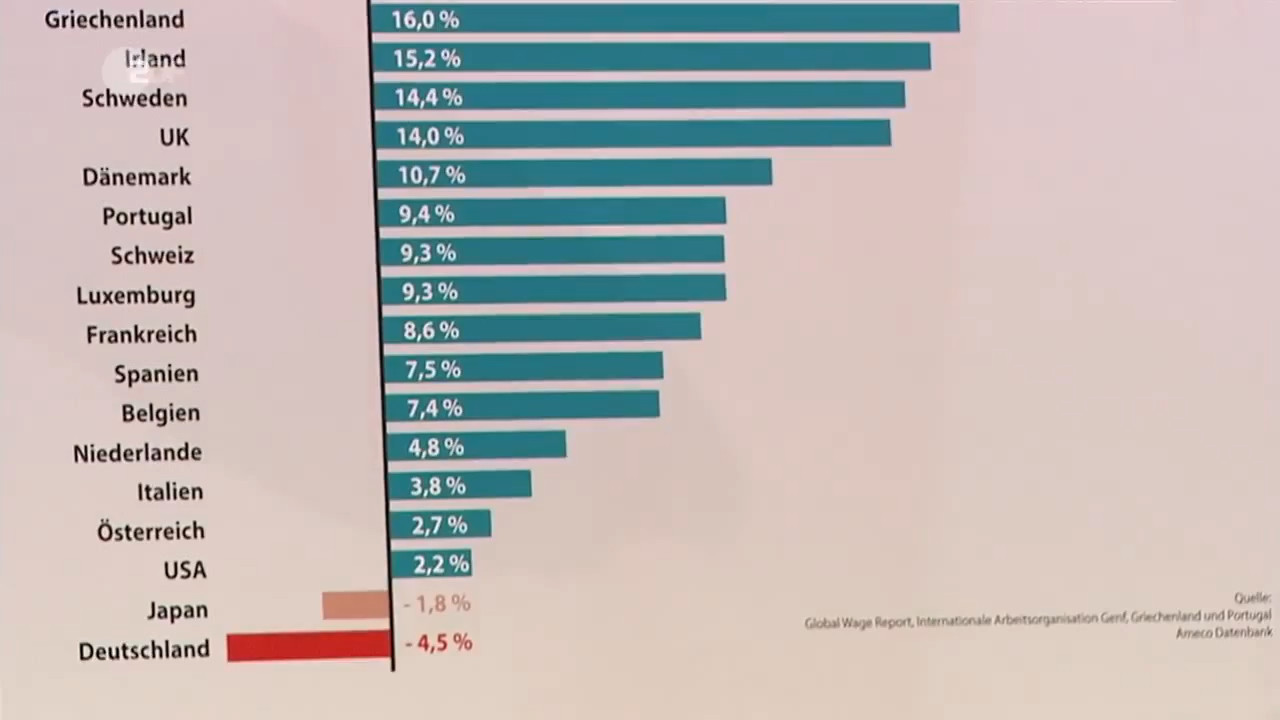 Griechenland 16,0 %
Irland 15,2 %
Schweden 14,4 %
UK 14,0 %
Dänemark 10,7 %
Portugal 9,4 %
Schweiz 9,3 %
Luxemburg 9,3 %
Frankreich 8,6 %
Spanien 7,5 %
Belgien 7,4 %
Niederlande 4,8 %
Italien 3,8 %
Österreich 2,7 %
USA 2,2 %
Japan - 1,8 %
Deutschland - 4,5 %
Quelle:
Global Wage Report, Internationale Arbeitsorganisation Genf, Griechenland und Portugal
Ameco Datenbank